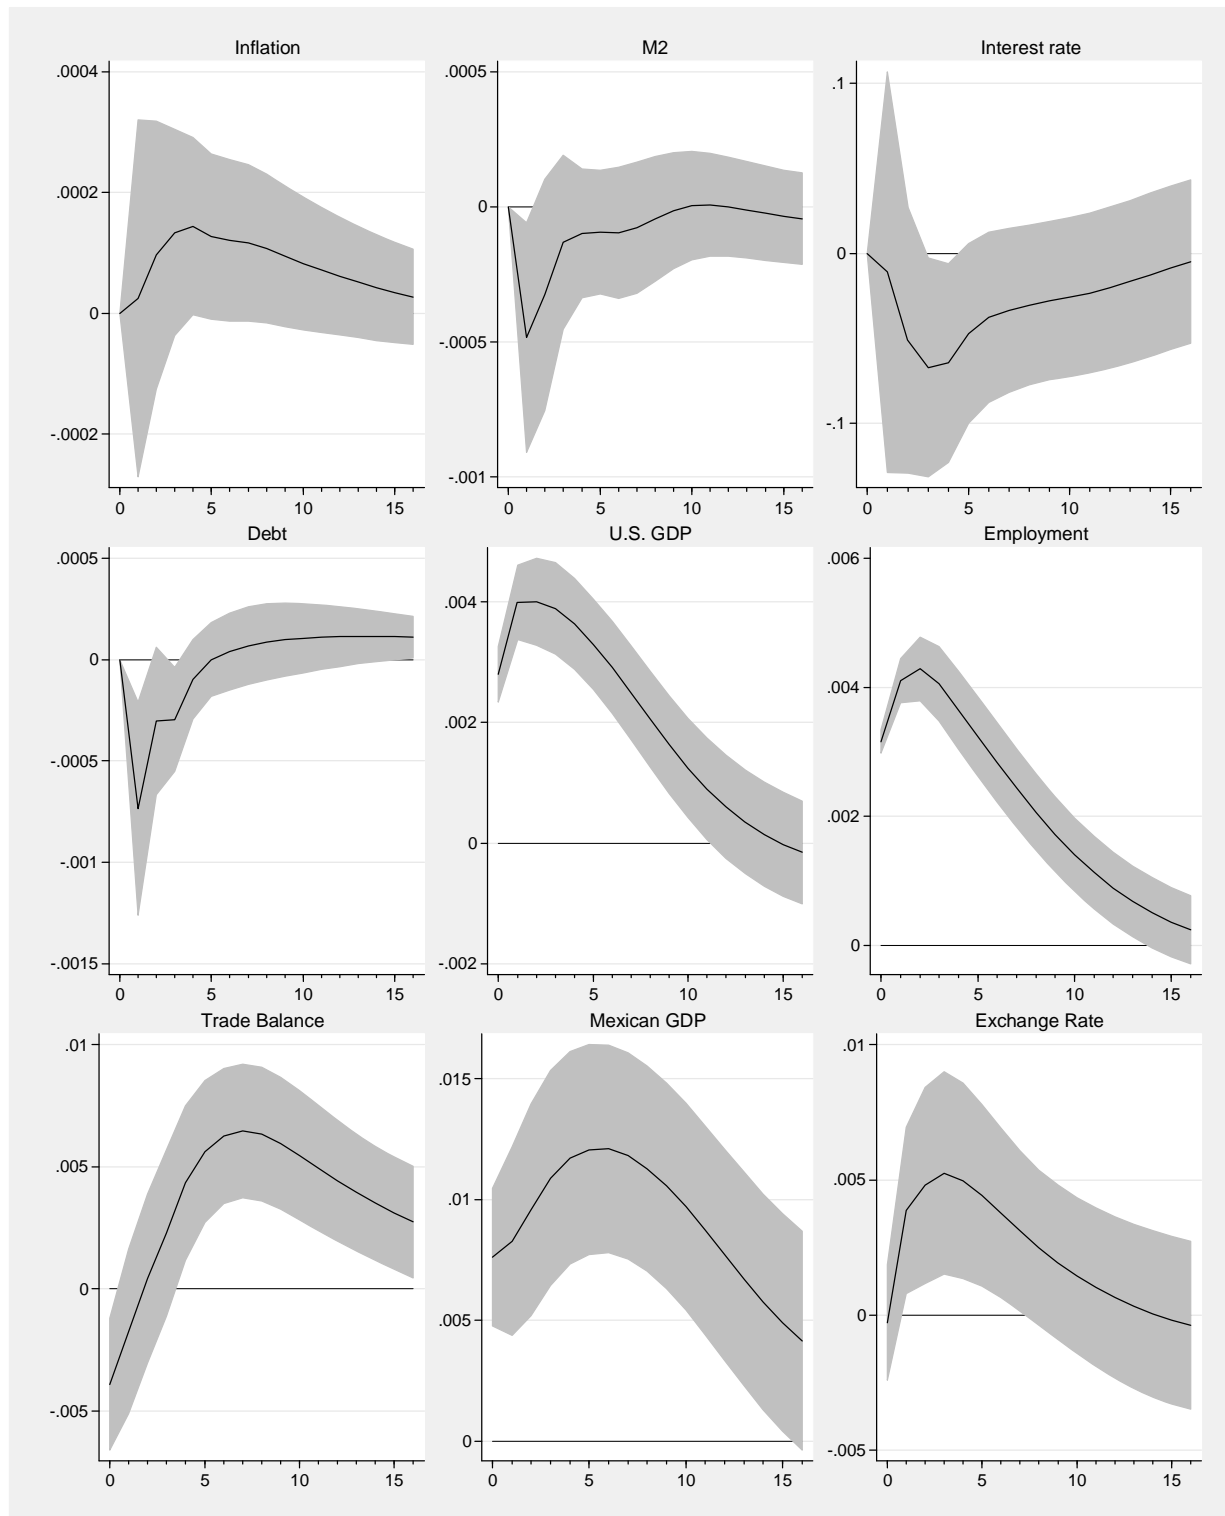 Inflation
.0004
.0002
0
-.0002
0 5 10 15
M2
.0005
0
-.0005
-.001
0 5 10 15
Interest rate
.1
0
-.1
0 5 10 15
Debt
.0005
0
-.0005
-.001
-.0015
0 5 10 15
U.S. GDP
.004
.002
0
-.002
0 5 10 15
Employment
.006
.004
.002
0
0 5 10 15
Trade Balance
.01
.005
0
-.005
0 5 10 15
Mexican GDP
.015
.01
.005
0
0 5 10 15
Exchange Rate
.01
.005
0
-.005
0 5 10 15